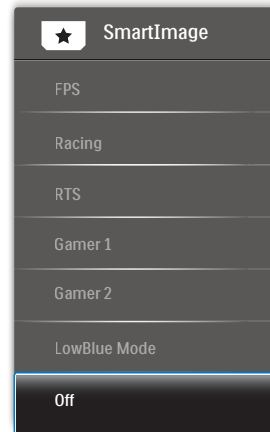 SmartImage
FPS
Racing
RTS
Gamer 1
Gamer 2
LowBlue Mode
Off